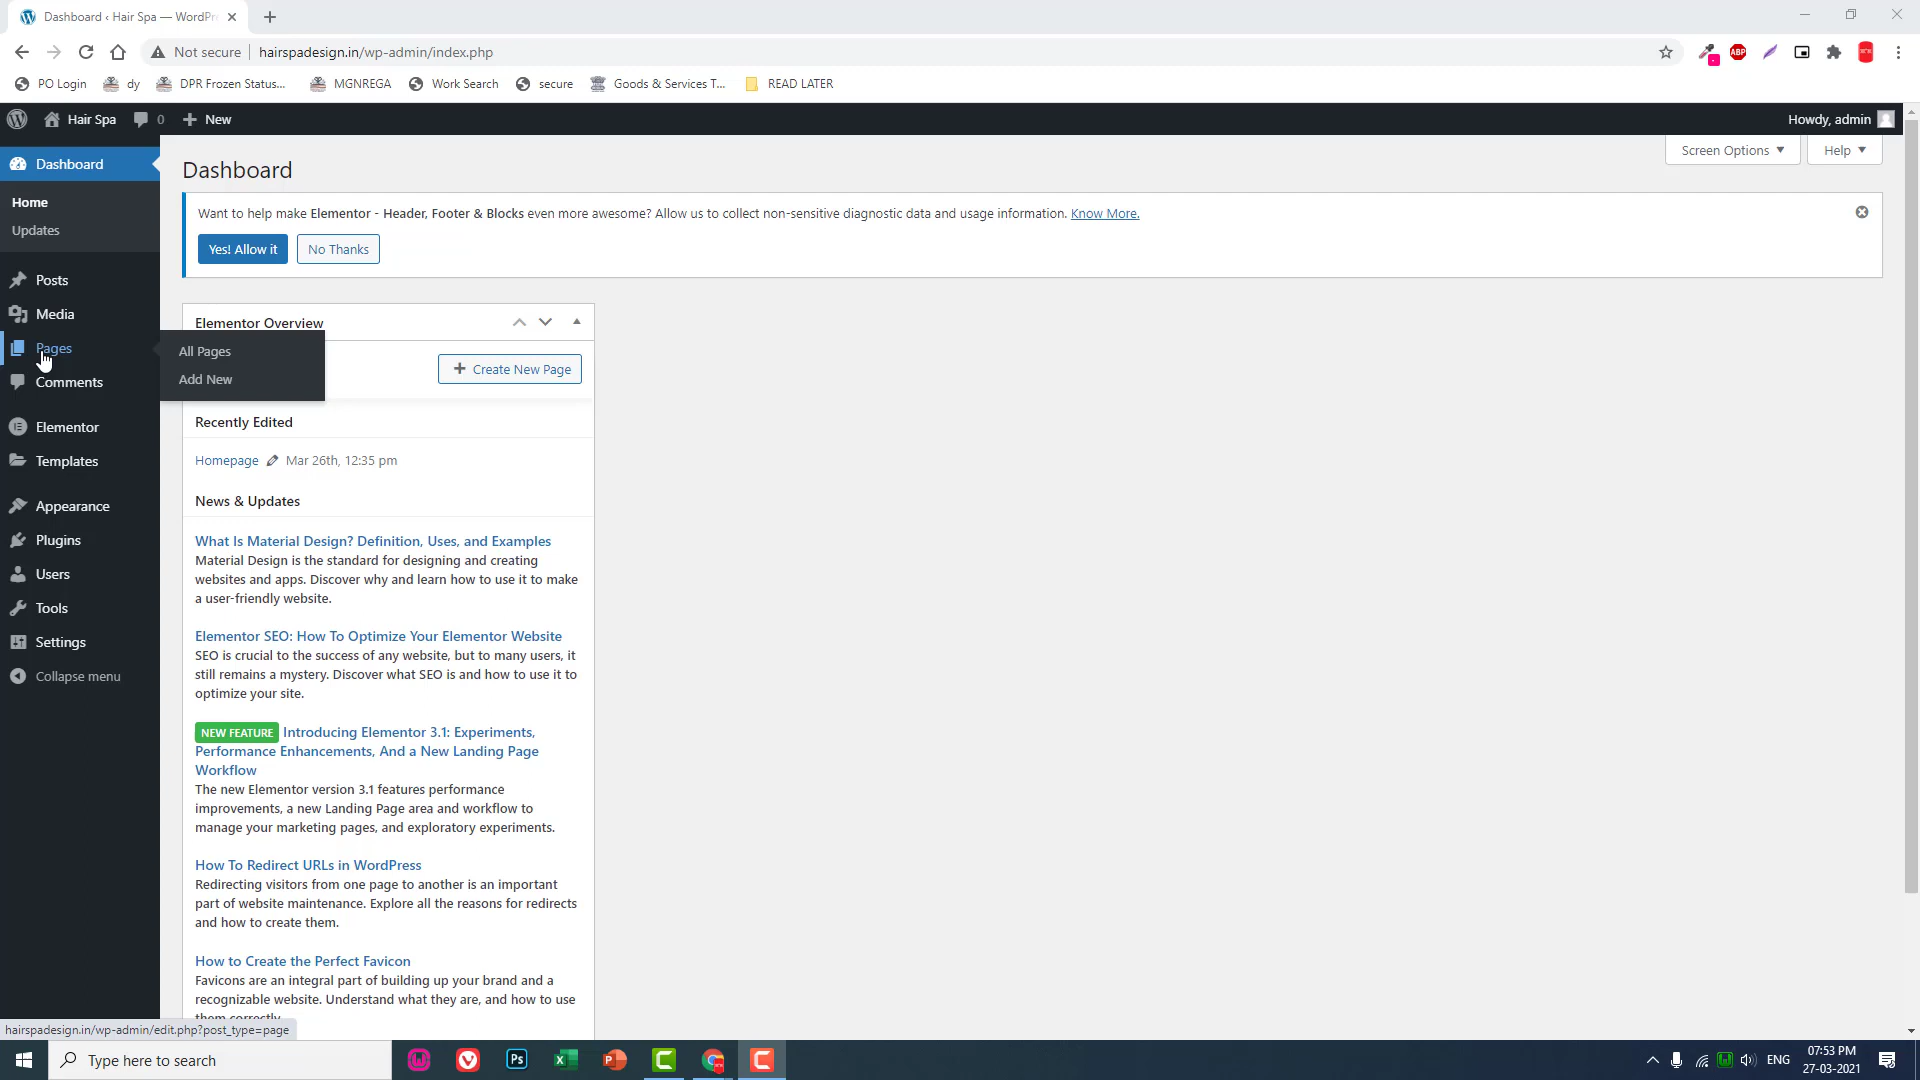 Dashboard ‹ Hair Spa — WordPr
Not secure
hairspadesign.in/wp-admin/index.php
ABP
PO Login
dy
DPR Frozen Status...
MGNREGA
Work Search
secure
Goods & Services T...
READ LATER
Hair Spa
0
New
Howdy, admin
Dashboard
Home
Updates
Posts
Media
Pages
All Pages
Add New
Comments
Elementor
Templates
Appearance
Plugins
Users
Tools
Settings
Collapse menu
Dashboard
Screen Options
Help
Want to help make Elementor - Header, Footer & Blocks even more awesome? Allow us to collect non-sensitive diagnostic data and usage information. Know More.
Yes! Allow it
No Thanks
Elementor Overview
Create New Page
Recently Edited
Homepage Mar 26th, 12:35 pm
News & Updates
What Is Material Design? Definition, Uses, and Examples
Material Design is the standard for designing and creating
websites and apps. Discover why and learn how to use it to make
a user-friendly website.
Elementor SEO: How To Optimize Your Elementor Website
SEO is crucial to the success of any website, but to many users, it
still remains a mystery. Discover what SEO is and how to use it to
optimize your site.
NEW FEATURE Introducing Elementor 3.1: Experiments,
Performance Enhancements, And a New Landing Page
Workflow
The new Elementor version 3.1 features performance
improvements, a new Landing Page area and workflow to
manage your marketing pages, and exploratory experiments.
How To Redirect URLs in WordPress
Redirecting visitors from one page to another is an important
part of website maintenance. Explore all the reasons for redirects
and how to create them.
How to Create the Perfect Favicon
Favicons are an integral part of building up your brand and a
recognizable website. Understand what they are, and how to use
them correctly.
hairspadesign.in/wp-admin/edit.php?post_type=page
Type here to search
Ps
ENG
07:53 PM
27-03-2021